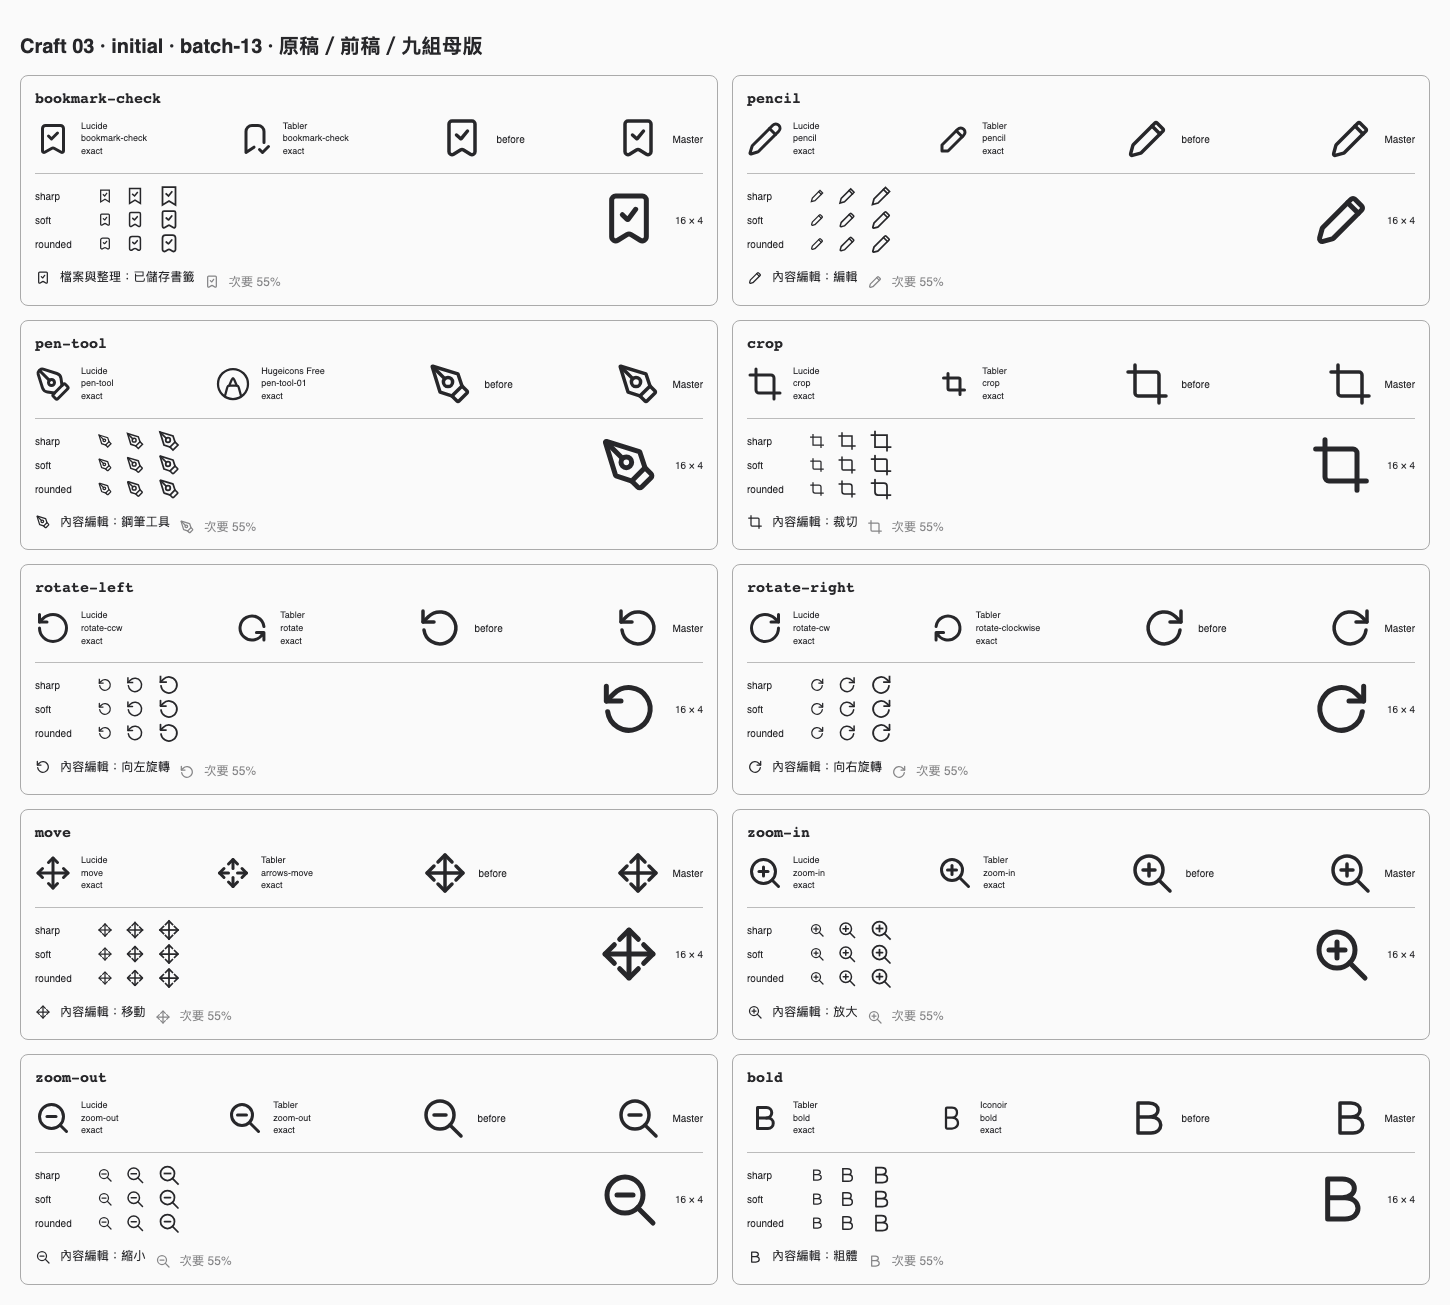 Craft 03 · initial · batch-13 · 原稿 / 前稿 / 九組母版
bookmark-check
Lucide
bookmark-check
exact
Tabler
bookmark-check
exact
before
Master
sharp
soft
rounded
16 × 4
檔案與整理：已儲存書籤
次要 55%
pencil
Lucide
pencil
exact
Tabler
pencil
exact
before
Master
sharp
soft
rounded
16 × 4
內容編輯：編輯
次要 55%
pen-tool
Lucide
pen-tool
exact
Hugeicons Free
pen-tool-01
exact
before
Master
sharp
soft
rounded
16 × 4
內容編輯：鋼筆工具
次要 55%
crop
Lucide
crop
exact
Tabler
crop
exact
before
Master
sharp
soft
rounded
16 × 4
內容編輯：裁切
次要 55%
rotate-left
Lucide
rotate-ccw
exact
Tabler
rotate
exact
before
Master
sharp
soft
rounded
16 × 4
內容編輯：向左旋轉
次要 55%
rotate-right
Lucide
rotate-cw
exact
Tabler
rotate-clockwise
exact
before
Master
sharp
soft
rounded
16 × 4
內容編輯：向右旋轉
次要 55%
move
Lucide
move
exact
Tabler
arrows-move
exact
before
Master
sharp
soft
rounded
16 × 4
內容編輯：移動
次要 55%
zoom-in
Lucide
zoom-in
exact
Tabler
zoom-in
exact
before
Master
sharp
soft
rounded
16 × 4
內容編輯：放大
次要 55%
zoom-out
Lucide
zoom-out
exact
Tabler
zoom-out
exact
before
Master
sharp
soft
rounded
16 × 4
內容編輯：縮小
次要 55%
bold
Tabler
bold
exact
Iconoir
bold
exact
before
Master
sharp
soft
rounded
16 × 4
內容編輯：粗體
次要 55%